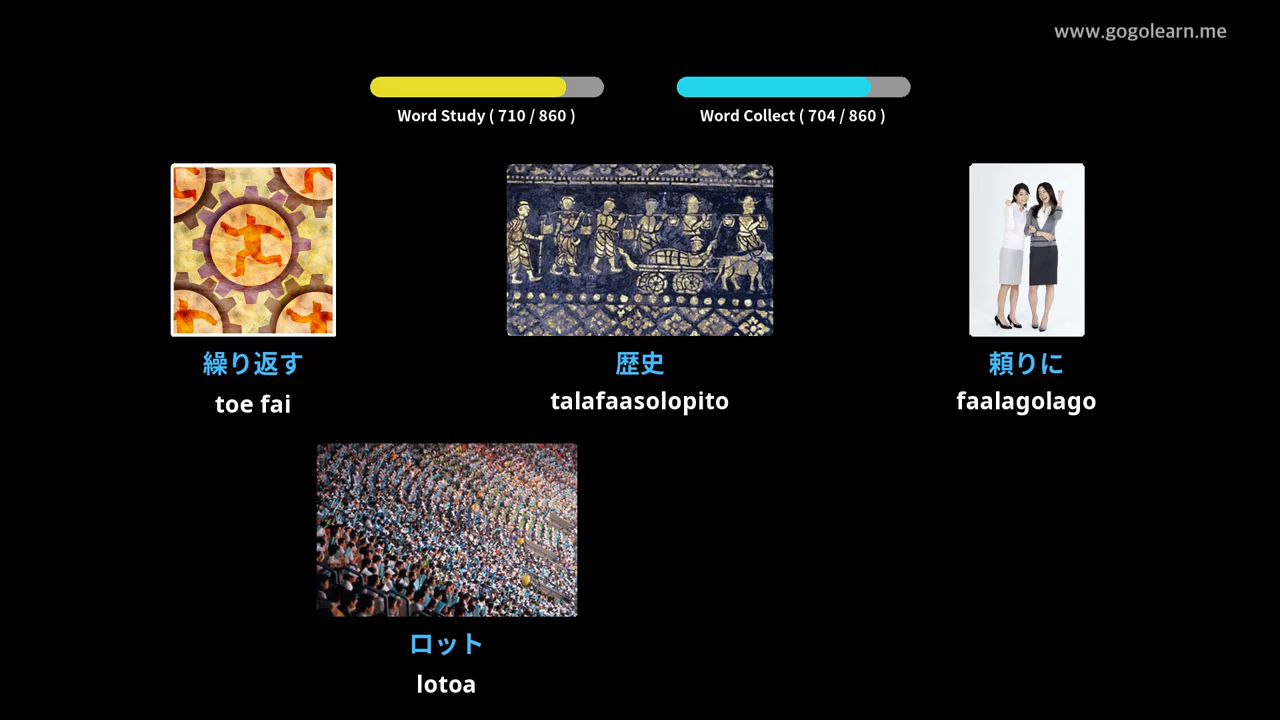 www.gogolearn.me
Word Study ( 710 / 860 )
Word Collect ( 704 / 860 )
繰り返す
toe fai
歴史
talafaasolopito
頼りに
faalagolago
ロット
lotoa